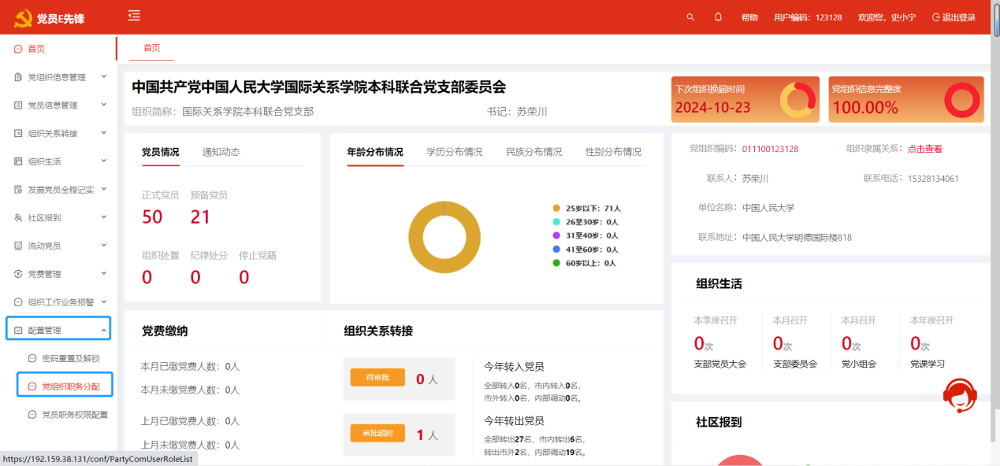 党员E先锋
帮助
用户编码：123128
欢迎您，史小宁
退出登录
首页
党组织信息管理
党员信息管理
组织关系转接
组织生活
发展党员全程记实
社区报到
流动党员
党费管理
组织工作业务预警
配置管理
密码重置及解锁
党组织职务分配
党员职务权限配置
首页
中国共产党中国人民大学国际关系学院本科联合党支部委员会
组织简称：国际关系学院本科联合党支部
书记：苏荣川
下次组织换届时间
2024-10-23
党组织信息完整度
100.00%
党员情况
通知动态
正式党员
预备党员
50
21
组织处置
纪律处分
停止党籍
0
0
0
年龄分布情况
学历分布情况
民族分布情况
性别分布情况
25岁以下：71人
26至30岁：0人
31至40岁：0人
41至60岁：0人
60岁以上：0人
党组织编码：011100123128
组织隶属关系：点击查看
联系人：苏荣川
联系电话：15328134061
单位名称：中国人民大学
联系地址：中国人民大学明德国际楼818
党费缴纳
本月已缴党费人数：0人
本月未缴党费人数：0人
上月已缴党费人数：0人
上月未缴党费人数：0人
组织关系转接
待审批
0人
审批超时
1人
今年转入党员
全部转入0名，市内转入0名，
市外转入0名，内部调动0名。
今年转出党员
全部转出27名，市内转出6名，
转出市外2名，内部调动19名。
组织生活
本季度召开
本月召开
本月召开
本年度召开
0次
0次
0次
0次
支部党员大会
支部委员会
党小组会
党课学习
社区报到
https://192.159.38.131/conf/PartyComUserRoleList